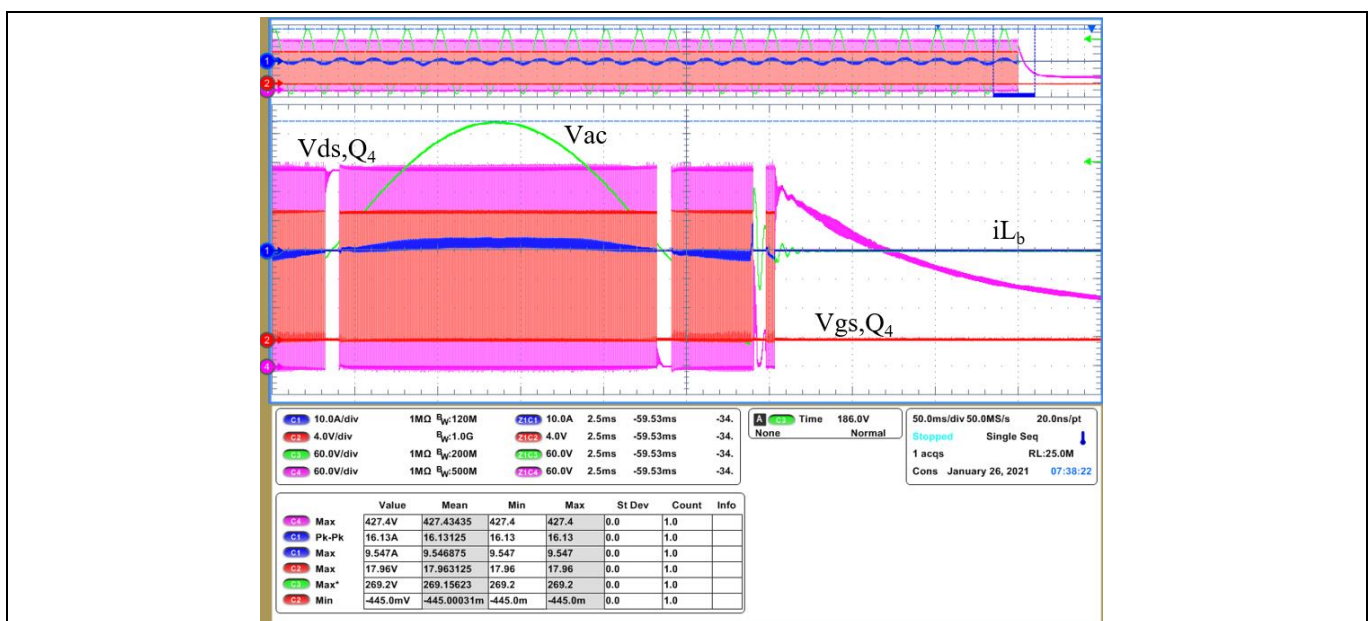 1
2
Vds,Q4
Vac
1
iLb
Vgs,Q4
2
4
C1 10.0A/div 1MΩ BW:120M Z1C1 10.0A 2.5ms -59.53ms -34.
C2 4.0V/div BW:1.0G Z1C2 4.0V 2.5ms -59.53ms -34.
C3 60.0V/div 1MΩ BW:200M Z1C3 60.0V 2.5ms -59.53ms -34.
C4 60.0V/div 1MΩ BW:500M Z1C4 60.0V 2.5ms -59.53ms -34.
A C3 Time 186.0V
None Normal
50.0ms/div 50.0MS/s 20.0ns/pt
Stopped Single Seq
1 acqs RL:25.0M
Cons January 26, 2021 07:38:22
Value Mean Min Max St Dev Count Info
C4 Max 427.4V 427.43435 427.4 427.4 0.0 1.0
C1 Pk-Pk 16.13A 16.13125 16.13 16.13 0.0 1.0
C1 Max 9.547A 9.546875 9.547 9.547 0.0 1.0
C2 Max 17.96V 17.963125 17.96 17.96 0.0 1.0
C3 Max* 269.2V 269.15623 269.2 269.2 0.0 1.0
C2 Min -445.0mV -445.00031m -445.0m -445.0m 0.0 1.0